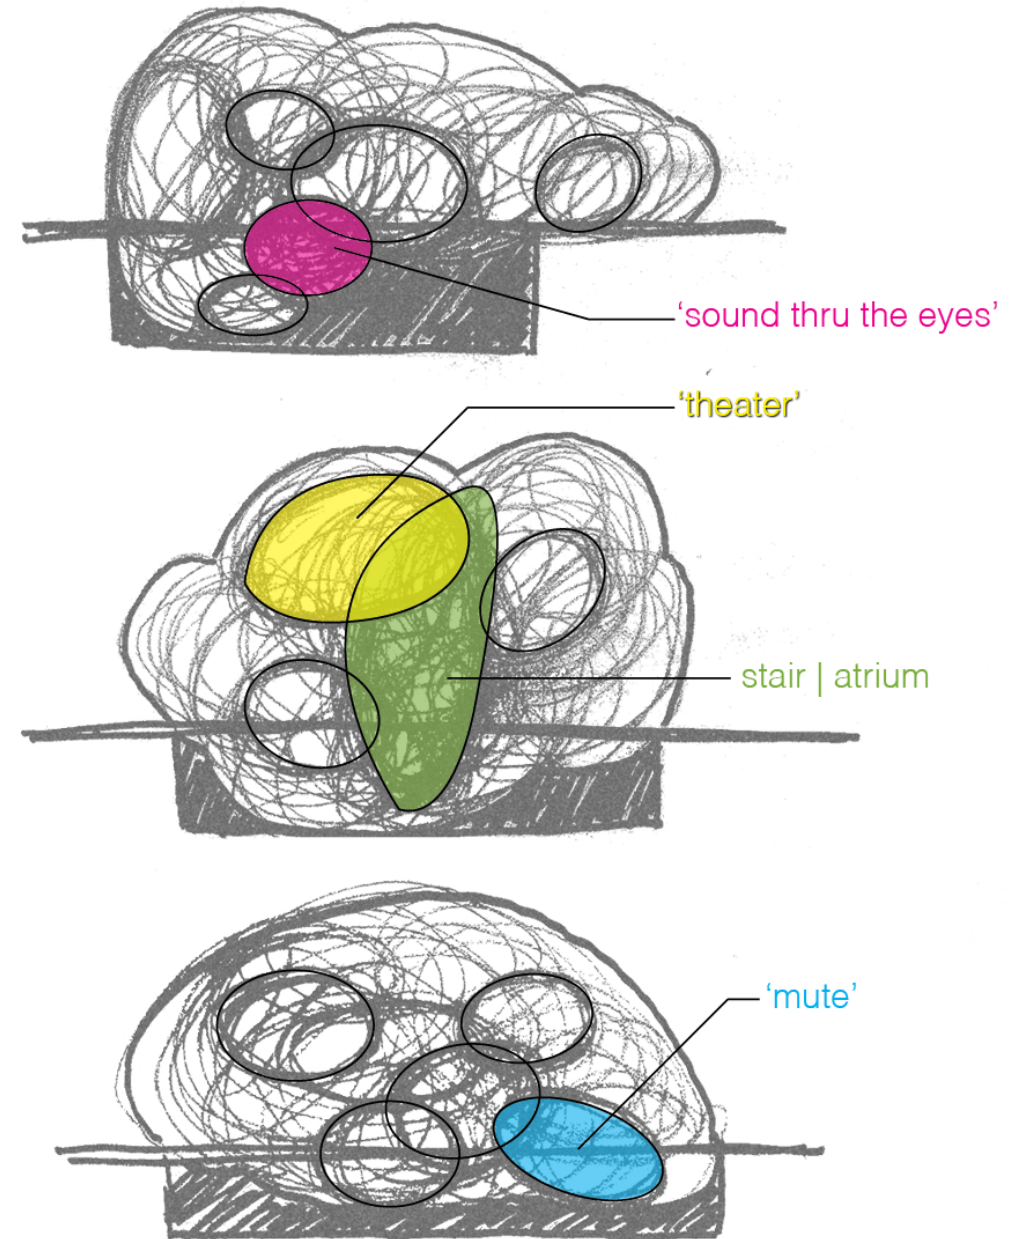 ‘sound thru the eyes’
‘theater’
stair | atrium
‘mute’